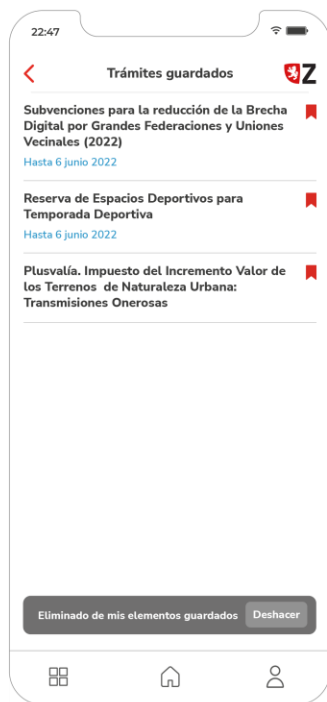 22:47
Trámites guardados
Z
Subvenciones para la reducción de la Brecha
Digital por Grandes Federaciones y Uniones
Vecinales (2022)
Hasta 6 junio 2022
Reserva de Espacios Deportivos para
Temporada Deportiva
Hasta 6 junio 2022
Plusvalía. Impuesto del Incremento Valor de
los Terrenos de Naturaleza Urbana:
Transmisiones Onerosas
Eliminado de mis elementos guardados
Deshacer